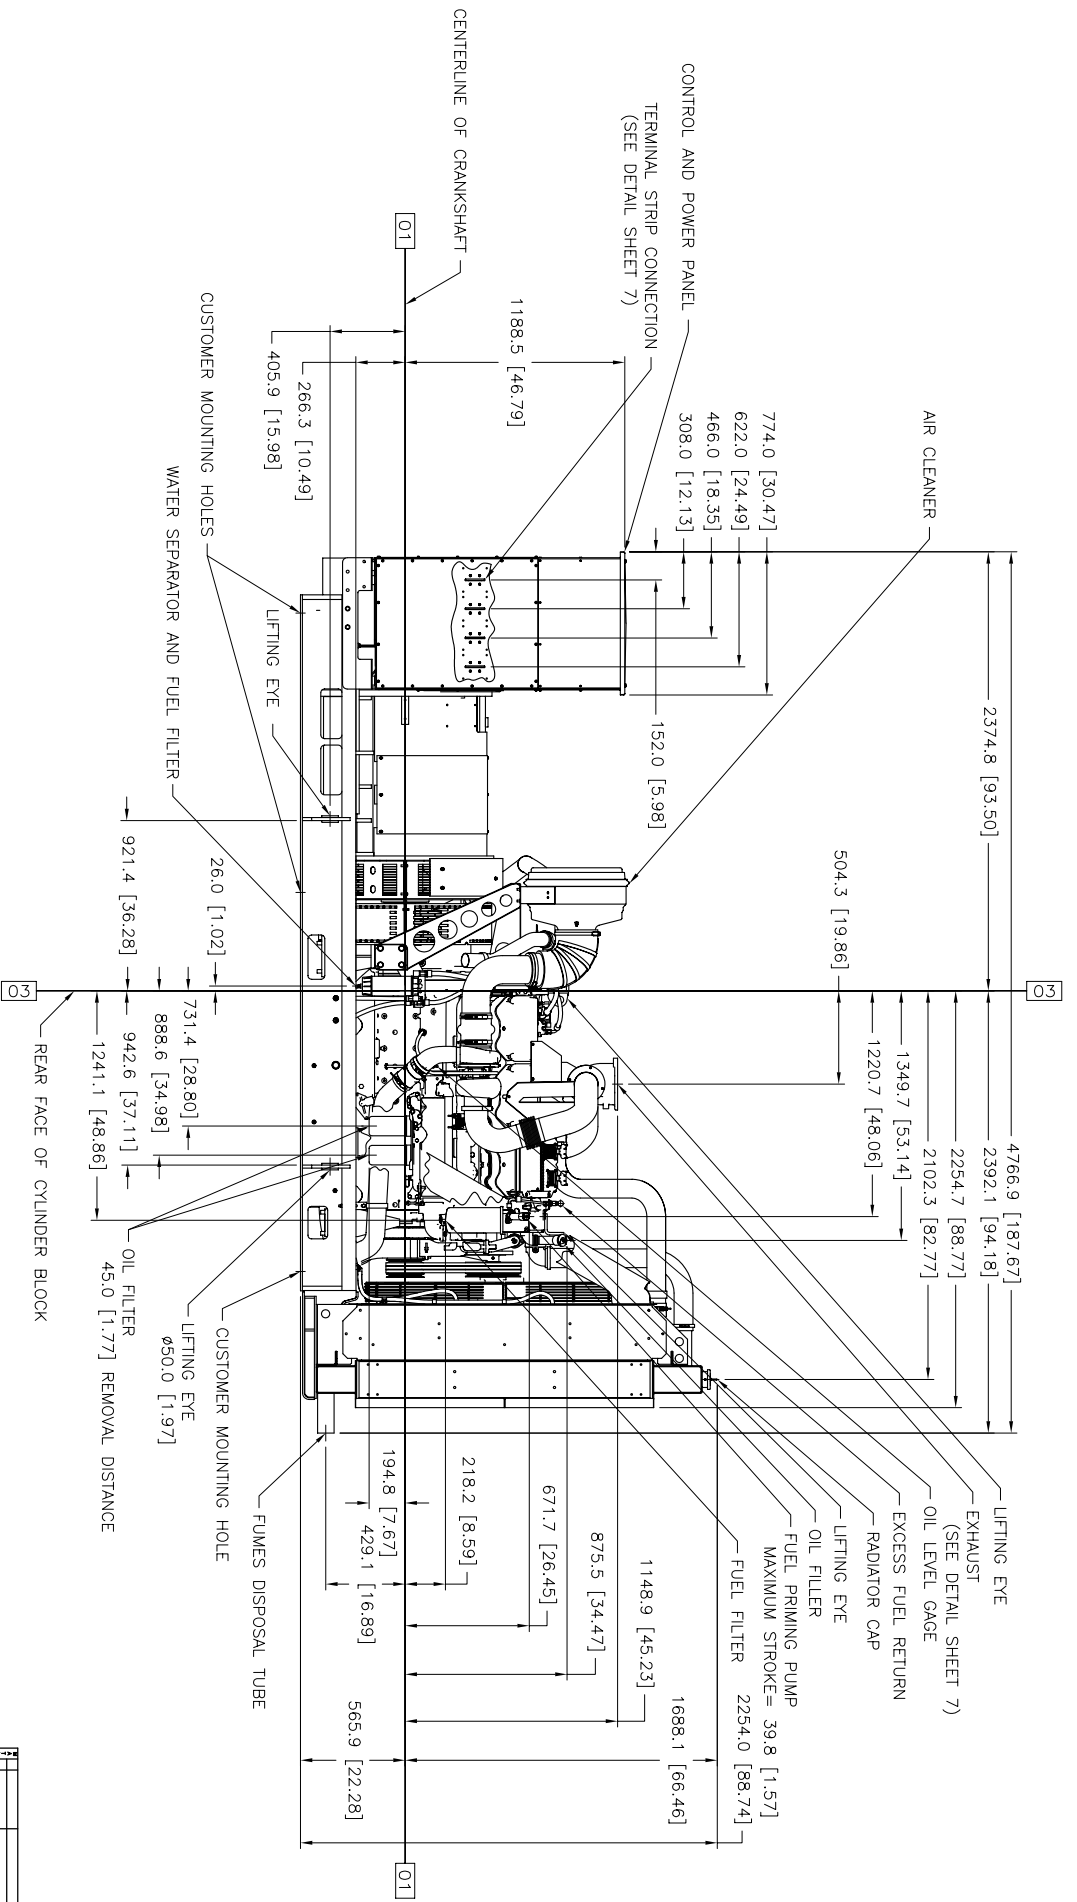 CENTERLINE OF CRANKSHAFT
CONTROL AND POWER PANEL
TERMINAL STRIP CONNECTION
(SEE DETAIL SHEET 7)
AIR CLEANER
01
1188.5 [46.79]
266.3 [10.49]
405.9 [15.98]
CUSTOMER MOUNTING HOLES
WATER SEPARATOR AND FUEL FILTER
LIFTING EYE
774.0 [30.47]
622.0 [24.49]
466.0 [18.35]
308.0 [12.13]
152.0 [5.98]
2374.8 [93.50]
504.3 [19.86]
921.4 [36.28]
26.0 [1.02]
03
03
REAR FACE OF CYLINDER BLOCK
731.4 [28.80]
888.6 [34.98]
942.6 [37.11]
1241.1 [48.86]
4766.9 [187.67]
2392.1 [94.18]
2254.7 [88.77]
2102.3 [82.77]
1349.7 [53.14]
1220.7 [48.06]
OIL FILTER
45.0 [1.77] REMOVAL DISTANCE
LIFTING EYE
ø50.0 [1.97]
CUSTOMER MOUNTING HOLE
FUMES DISPOSAL TUBE
LIFTING EYE
EXHAUST
(SEE DETAIL SHEET 7)
OIL LEVEL GAGE
EXCESS FUEL RETURN
RADIATOR CAP
LIFTING EYE
OIL FILLER
FUEL PRIMING PUMP
MAXIMUM STROKE= 39.8 [1.57]
FUEL FILTER
194.8 [7.67]
429.1 [16.89]
218.2 [8.59]
671.7 [26.45]
875.5 [34.47]
1148.9 [45.23]
1688.1 [66.46]
2254.0 [88.74]
565.9 [22.28]
01